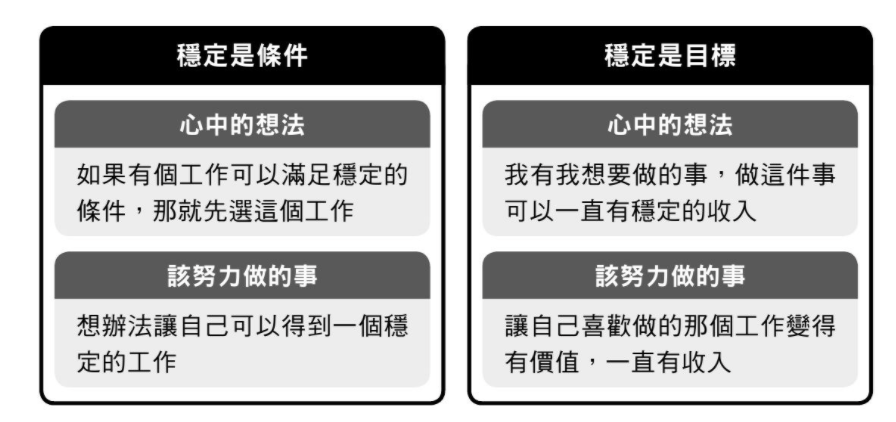 穩定是條件
心中的想法
如果有個工作可以滿足穩定的
條件，那就先選這個工作
該努力做的事
想辦法讓自己可以得到一個穩
定的工作
穩定是目標
心中的想法
我有我想要做的事，做這件事
可以一直有穩定的收入
該努力做的事
讓自己喜歡做的那個工作變得
有價值，一直有收入